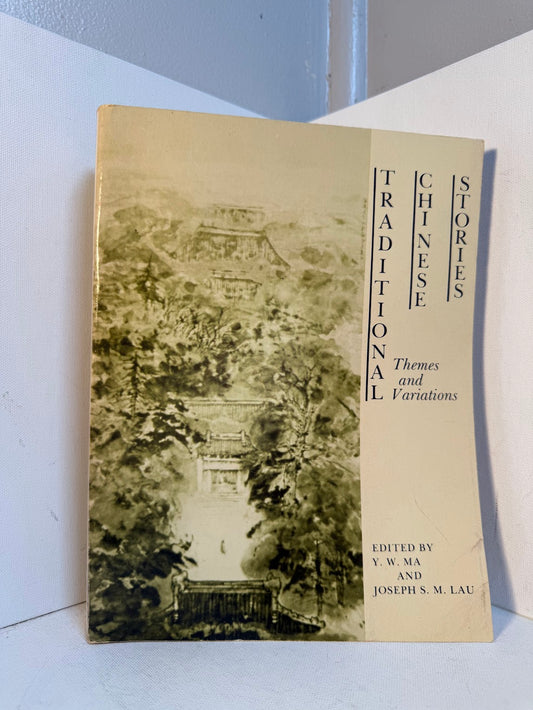 TRADITIONAL
CHINESE
STORIES
Themes
and
Variations
EDITED BY
Y. W. MA
AND
JOSEPH S. M. LAU